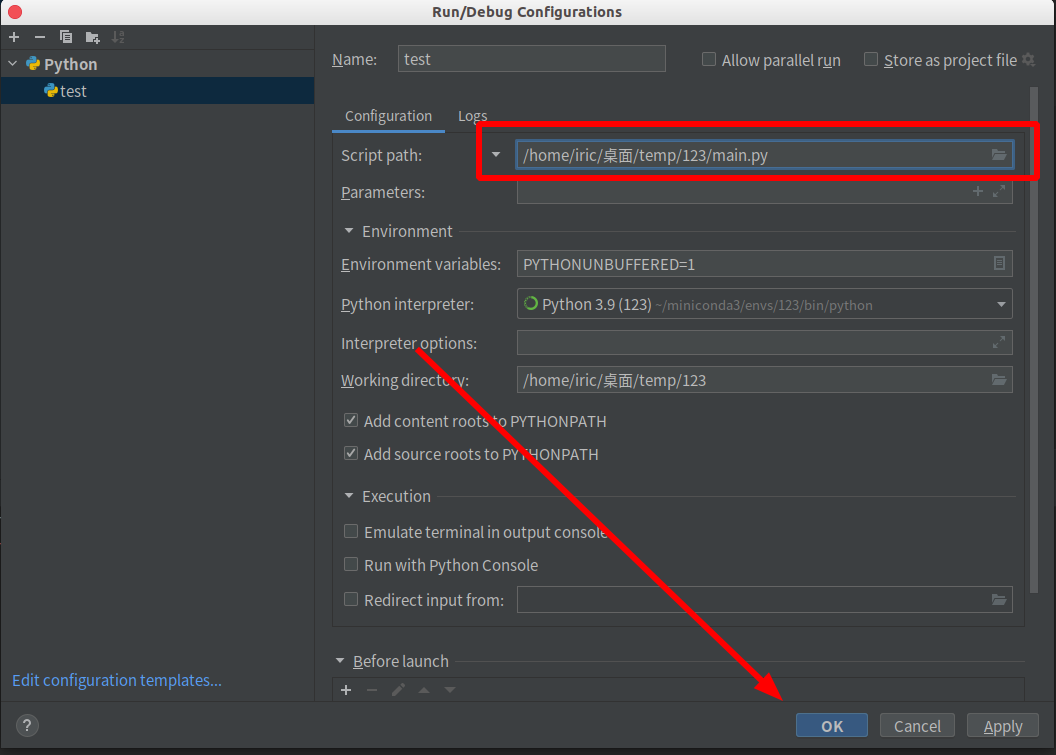 Run/Debug Configurations
Python
test
Name: test Allow parallel run Store as project file
Configuration Logs
Script path: /home/iric/桌面/temp/123/main.py
Parameters:
Environment
Environment variables: PYTHONUNBUFFERED=1
Python interpreter: Python 3.9 (123) ~/miniconda3/envs/123/bin/python
Interpreter options:
Working directory: /home/iric/桌面/temp/123
Add content roots to PYTHONPATH
Add source roots to PYTHONPATH
Execution
Emulate terminal in output console
Run with Python Console
Redirect input from:
Before launch
Edit configuration templates...
? OK Cancel Apply